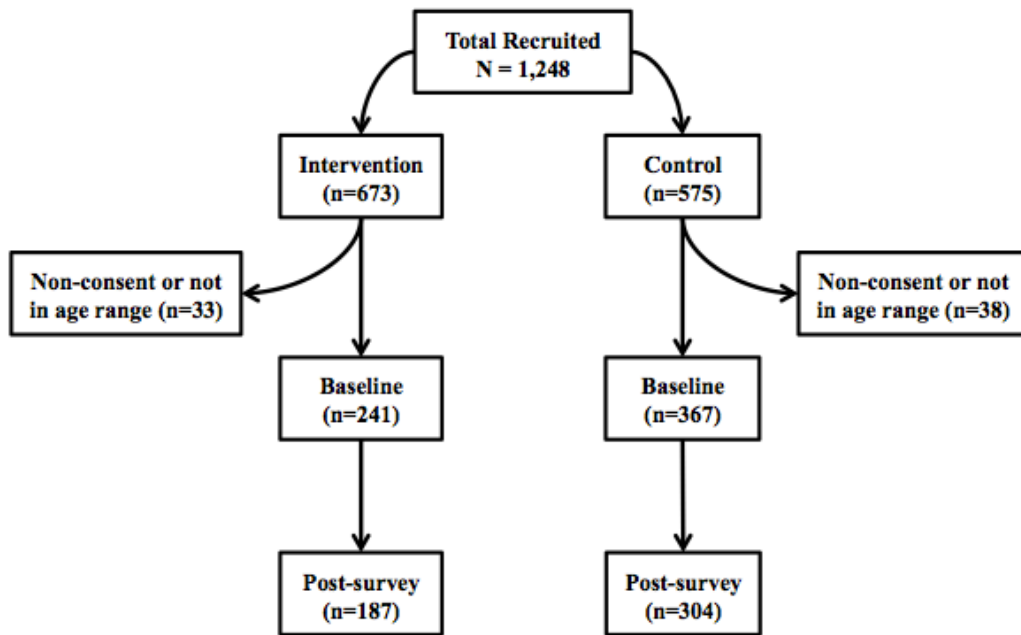 Total Recruited
N = 1,248
Intervention
(n=673)
Control
(n=575)
Non-consent or not
in age range (n=33)
Non-consent or not
in age range (n=38)
Baseline
(n=241)
Baseline
(n=367)
Post-survey
(n=187)
Post-survey
(n=304)